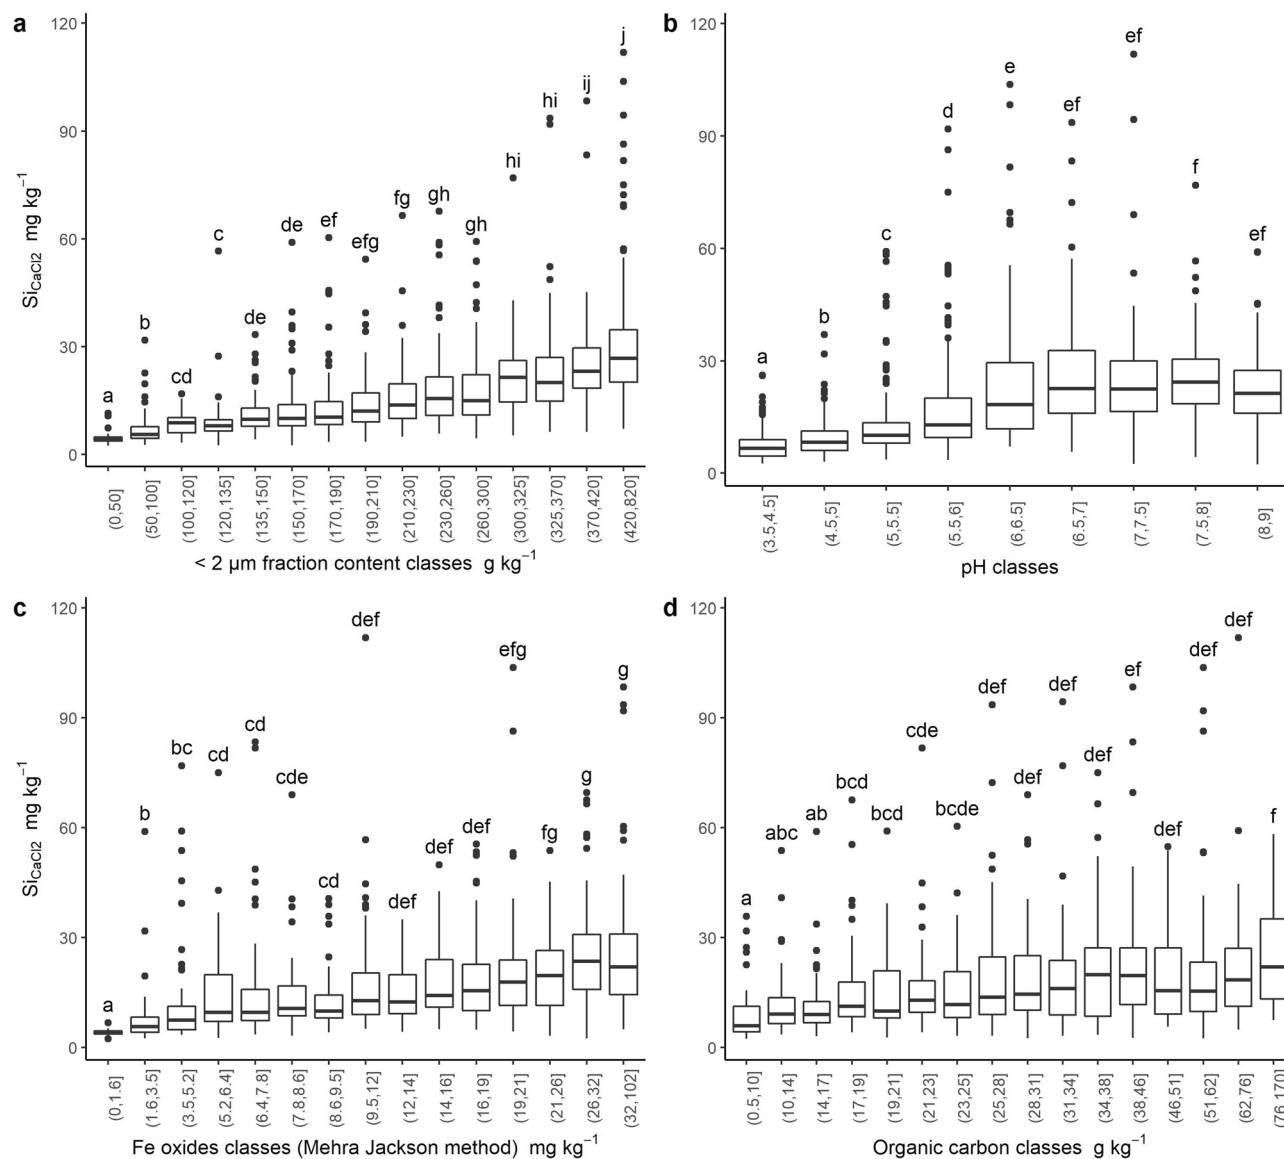 a
120
90
60
30
0
Si_CaCl2 mg kg⁻¹
a b cd c de de ef efg fg gh gh hi hi ij j
(0,50] (50,100] (100,120] (120,135] (135,150] (150,170] (170,190] (190,210] (210,230] (230,260] (260,300] (300,325] (325,370] (370,420] (420,820]
< 2 µm fraction content classes g kg⁻¹
b
120
90
60
30
0
a b c d e ef ef f ef
(3.5,4.5] (4.5,5] (5,5.5] (5.5,6] (6,6.5] (6.5,7] (7,7.5] (7.5,8] (8,9]
pH classes
c
120
90
60
30
0
Si_CaCl2 mg kg⁻¹
a b bc cd cd cde cd def def def def efg fg g g
(0,1.6] (1.6,3.5] (3.5,5.2] (5.2,6.4] (6.4,7.8] (7.8,8.6] (8.6,9.5] (9.5,12] (12,14] (14,16] (16,19] (19,21] (21,26] (26,32] (32,102]
Fe oxides classes (Mehra Jackson method) mg kg⁻¹
d
120
90
60
30
0
a abc ab bcd bcd cde bcde def def def def ef def def def f
(0.5,10] (10,14] (14,17] (17,19] (19,21] (21,23] (23,25] (25,28] (28,31] (31,34] (34,38] (38,46] (46,51] (51,62] (62,76] (76,170]
Organic carbon classes g kg⁻¹